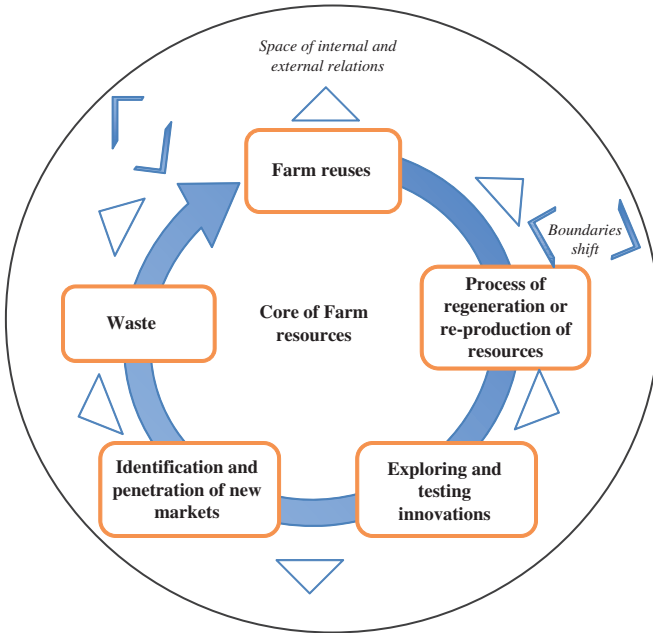 Space of internal and
external relations
Farm reuses
Boundaries
shift
Process of
regeneration or
re-production of
resources
Core of Farm
resources
Waste
Identification and
penetration of new
markets
Exploring and
testing
innovations